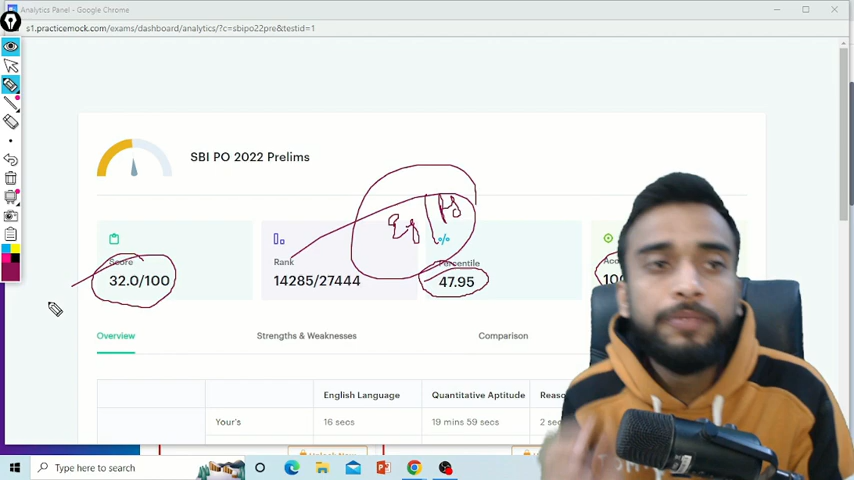 Analytics Panel - Google Chrome
s1.practicemock.com/exams/dashboard/analytics/?c=sbipo22pre&testid=1
SBI PO 2022 Prelims
Score
Rank
Percentile
32.0/100
14285/27444
47.95
Overview
Strengths & Weaknesses
Comparison
English Language
Quantitative Aptitude
Your's
16 secs
19 mins 59 secs
Type here to search